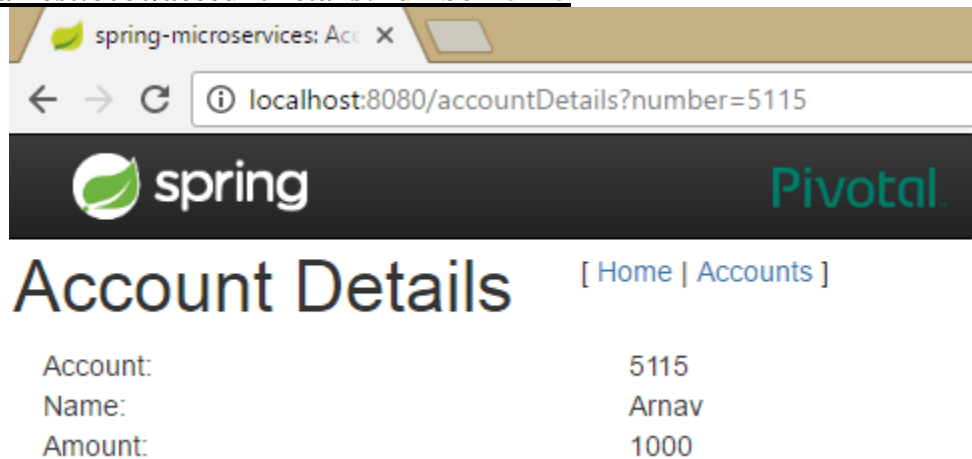 spring-microservices: Acc
localhost:8080/accountDetails?number=5115
spring
Pivotal
Account Details [ Home | Accounts ]
Account: 5115
Name: Arnav
Amount: 1000